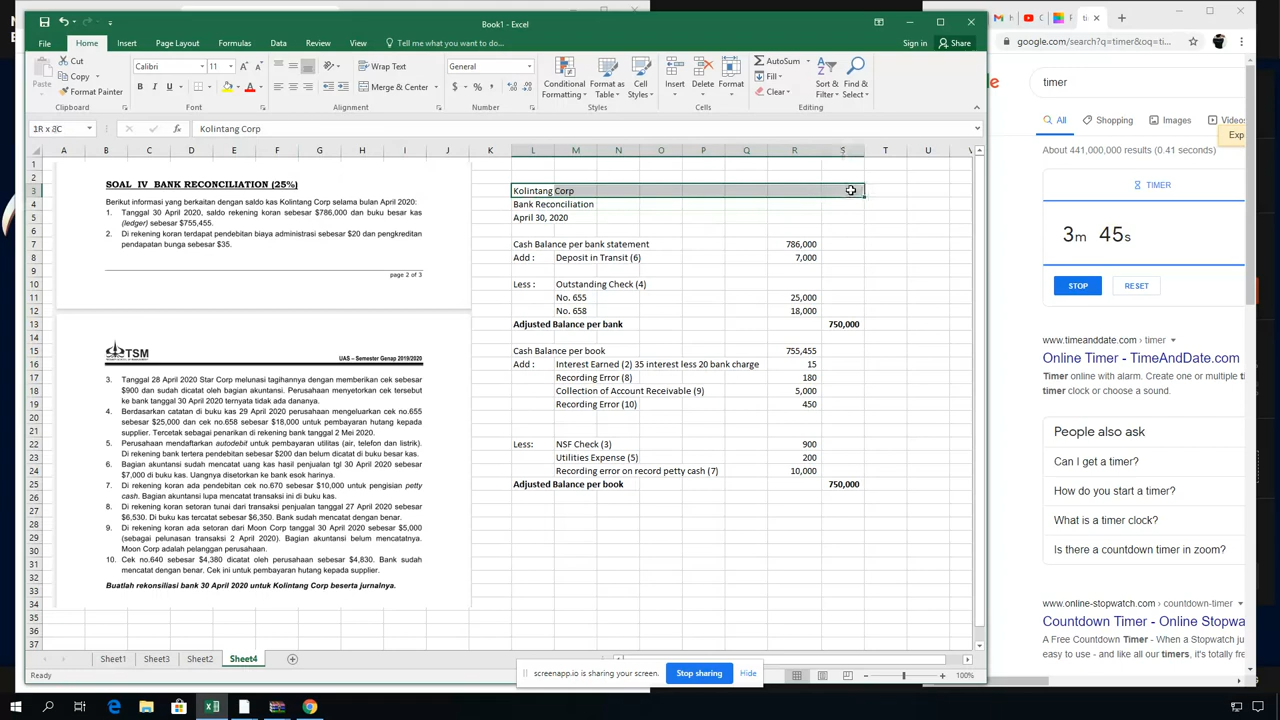 Book1 - Excel
Sign in
Share
File
Home
Insert
Page Layout
Formulas
Data
Review
View
Tell me what you want to do...
Paste
Cut
Copy
Format Painter
Clipboard
Calibri
11
Font
Wrap Text
Merge & Center
Alignment
General
Number
Conditional Formatting
Format as Table
Cell Styles
Styles
Insert
Delete
Format
Cells
AutoSum
Fill
Clear
Sort & Filter
Find & Select
Editing
Kolintang Corp
A B C D E F G H I J K L M N O P Q R S T U V
SOAL IV BANK RECONCILIATION (25%)
Berikut informasi yang berkaitan dengan saldo kas Kolintang Corp selama bulan April 2020:
1. Tanggal 30 April 2020, saldo rekening koran sebesar $786,000 dan buku besar kas
(ledger) sebesar $755,455.
2. Di rekening koran terdapat pendebitan biaya administrasi sebesar $20 dan pengkreditan
pendapatan bunga sebesar $35.
page 2 of 3
TSM
UAS – Semester Genap 2019/2020
3. Tanggal 28 April 2020 Star Corp melunasi tagihannya dengan memberikan cek sebesar
$900 dan sudah dicatat oleh bagian akuntansi. Perusahaan menyetorkan cek tersebut
ke bank tanggal 30 April 2020 ternyata tidak ada dananya.
4. Berdasarkan catatan di buku kas 29 April 2020 perusahaan mengeluarkan cek no.655
sebesar $25,000 dan cek no.658 sebesar $18,000 untuk pembayaran hutang kepada
supplier. Tercetak sebagai penarikan di rekening bank tanggal 2 Mei 2020.
5. Perusahaan mendaftarkan autodebit untuk pembayaran utilitas (air, telefon dan listrik).
Di rekening bank tertera pendebitan sebesar $200 dan belum dicatat di buku besar kas.
6. Bagian akuntansi sudah mencatat uang kas hasil penjualan tgl 30 April 2020 sebesar
$7,000 di buku kas. Uangnya disetorkan ke bank esok harinya.
7. Di rekening koran ada pendebitan cek no.670 sebesar $10,000 untuk pengisian petty
cash. Bagian akuntansi lupa mencatat transaksi ini di buku kas.
8. Di rekening koran setoran tunai dari transaksi penjualan tanggal 27 April 2020 sebesar
$6,530. Di buku kas tercatat sebesar $6,350. Bank sudah mencatat dengan benar.
9. Di rekening koran ada setoran dari Moon Corp tanggal 30 April 2020 sebesar $5,000
(sebagai pelunasan transaksi 2 April 2020). Bagian akuntansi belum mencatatnya.
Moon Corp adalah pelanggan perusahaan.
10. Cek no.640 sebesar $4,380 dicatat oleh perusahaan sebesar $4,830. Bank sudah
mencatat dengan benar. Cek ini untuk pembayaran hutang kepada supplier.
Buatlah rekonsiliasi bank 30 April 2020 untuk Kolintang Corp beserta jurnalnya.
Kolintang Corp
Bank Reconciliation
April 30, 2020
Cash Balance per bank statement 786,000
Add : Deposit in Transit (6) 7,000
Less : Outstanding Check (4)
No. 655 25,000
No. 658 18,000
Adjusted Balance per bank 750,000
Cash Balance per book 755,455
Add : Interest Earned (2) 35 interest less 20 bank charge 15
Recording Error (8) 180
Collection of Account Receivable (9) 5,000
Recording Error (10) 450
Less: NSF Check (3) 900
Utilities Expense (5) 200
Recording error on record petty cash (7) 10,000
Adjusted Balance per book 750,000
Sheet1
Sheet3
Sheet2
Sheet4
Ready
100%
screenapp.io is sharing your screen.
Stop sharing
Hide
google.com/search?q=timer&oq=ti...
timer
All
Shopping
Images
Videos
Exp
About 441,000,000 results (0.41 seconds)
TIMER
3m 45s
STOP
RESET
www.timeanddate.com › timer
Online Timer - TimeAndDate.com
Timer online with alarm. Create one or multiple
easy to use - and like all our timers, it's totally free
People also ask
Can I get a timer?
How do you start a timer?
What is a timer clock?
Is there a countdown timer in zoom?
www.online-stopwatch.com › countdown-timer
Countdown Timer - Online Stopwa
A Free Countdown Timer - When a Stopwatch just